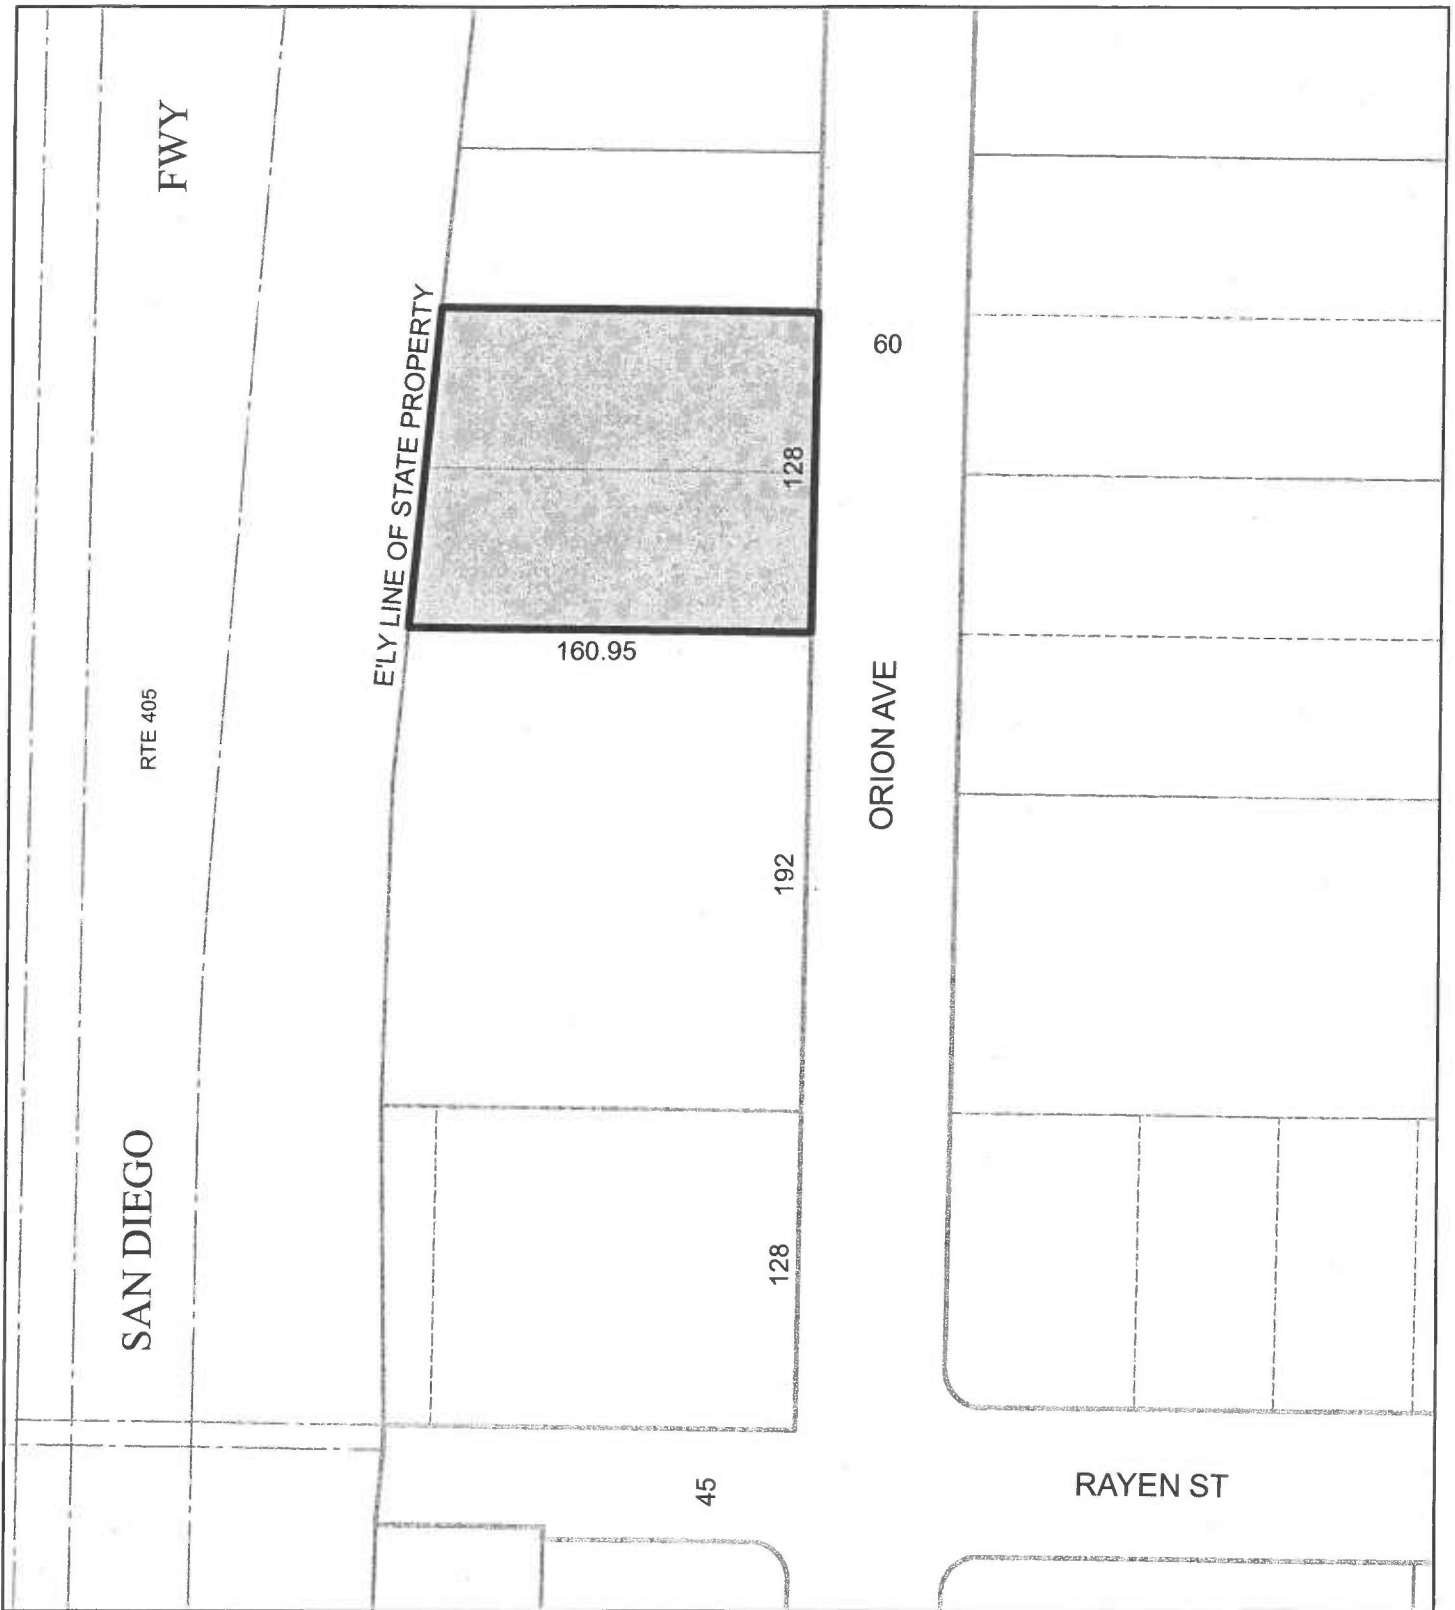 FWY
E'LY LINE OF STATE PROPERTY
60
128
160.95
RTE 405
ORION AVE
192
SAN DIEGO
128
45
RAYEN ST